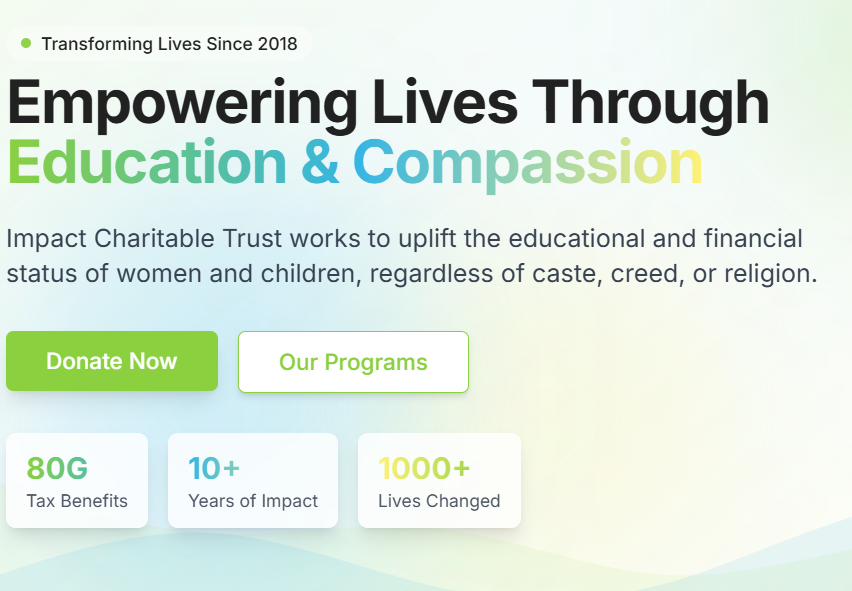 Transforming Lives Since 2018
Empowering Lives Through
Education & Compassion
Impact Charitable Trust works to uplift the educational and financial
status of women and children, regardless of caste, creed, or religion.
Donate Now
Our Programs
80G
Tax Benefits
10+
Years of Impact
1000+
Lives Changed